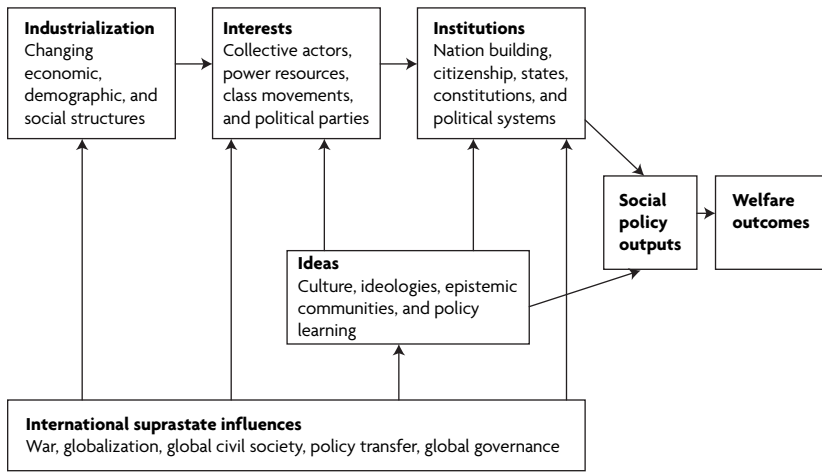 Industrialization
Changing
economic,
demographic, and
social structures
Interests
Collective actors,
power resources,
class movements,
and political parties
Institutions
Nation building,
citizenship, states,
constitutions, and
political systems
Social
policy
outputs
Welfare
outcomes
Ideas
Culture, ideologies, epistemic
communities, and policy
learning
International suprastate influences
War, globalization, global civil society, policy transfer, global governance